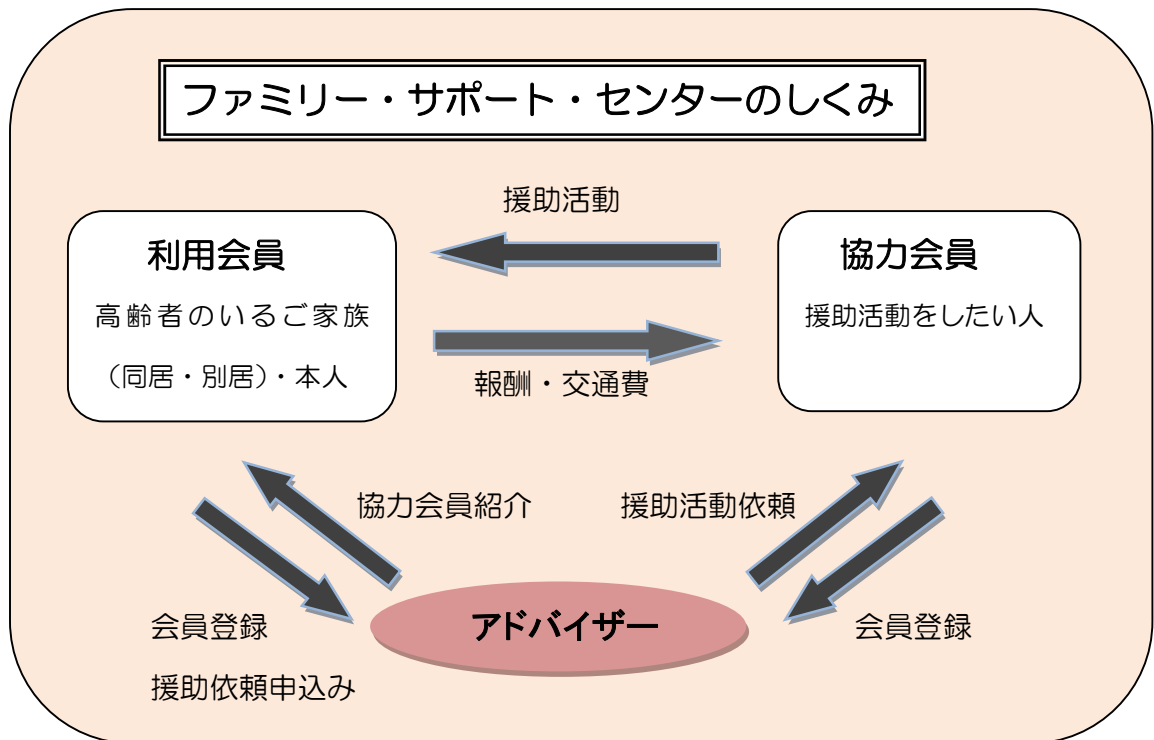 ファミリー・サポート・センターのしくみ
援助活動
利用会員
高齢者のいるご家族
（同居・別居）・本人
協力会員
援助活動をしたい人
報酬・交通費
協力会員紹介
援助活動依頼
アドバイザー
会員登録
援助依頼申込み
会員登録